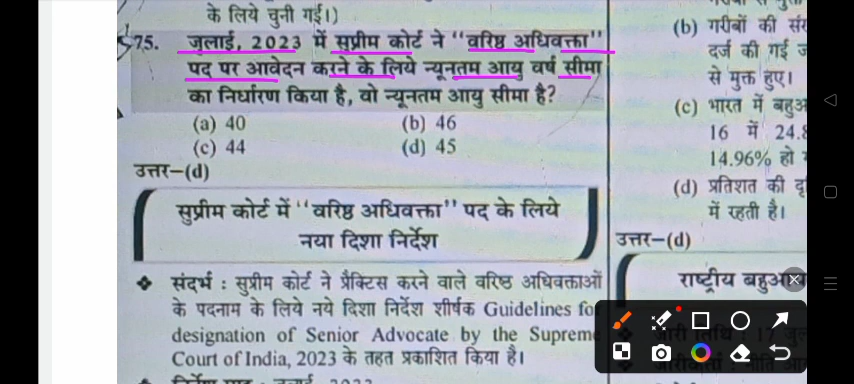 के लिये चुनी गई।)
75. जुलाई, 2023 में सुप्रीम कोर्ट ने "वरिष्ठ अधिवक्ता"
पद पर आवेदन करने के लिये न्यूनतम आयु वर्ष सीमा
का निर्धारण किया है, वो न्यूनतम आयु सीमा है?
(a) 40 (b) 46
(c) 44 (d) 45
उत्तर–(d)
सुप्रीम कोर्ट में "वरिष्ठ अधिवक्ता" पद के लिये
नया दिशा निर्देश
❖ संदर्भ : सुप्रीम कोर्ट ने प्रैक्टिस करने वाले वरिष्ठ अधिवक्ताओं
के पदनाम के लिये नये दिशा निर्देश शीर्षक Guidelines for
designation of Senior Advocate by the Supreme
Court of India, 2023 के तहत प्रकाशित किया है।
(b) गरीबों की
दर्ज की गई
से मुक्त हुए।
(c) भारत में
16 में 24.8
14.96% हो
(d) प्रतिशत की
में रहती है।
उत्तर–(d)
राष्ट्रीय